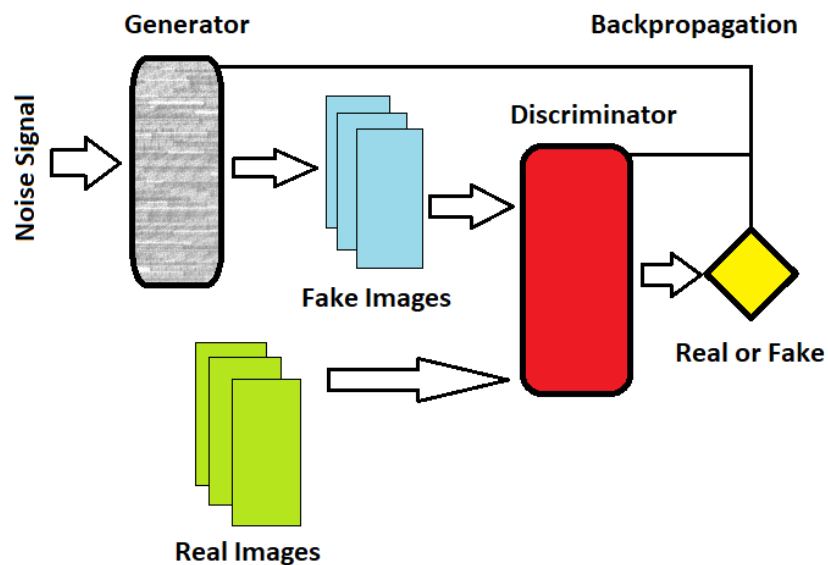 Generator
Backpropagation
Noise Signal
Discriminator
Fake Images
Real or Fake
Real Images